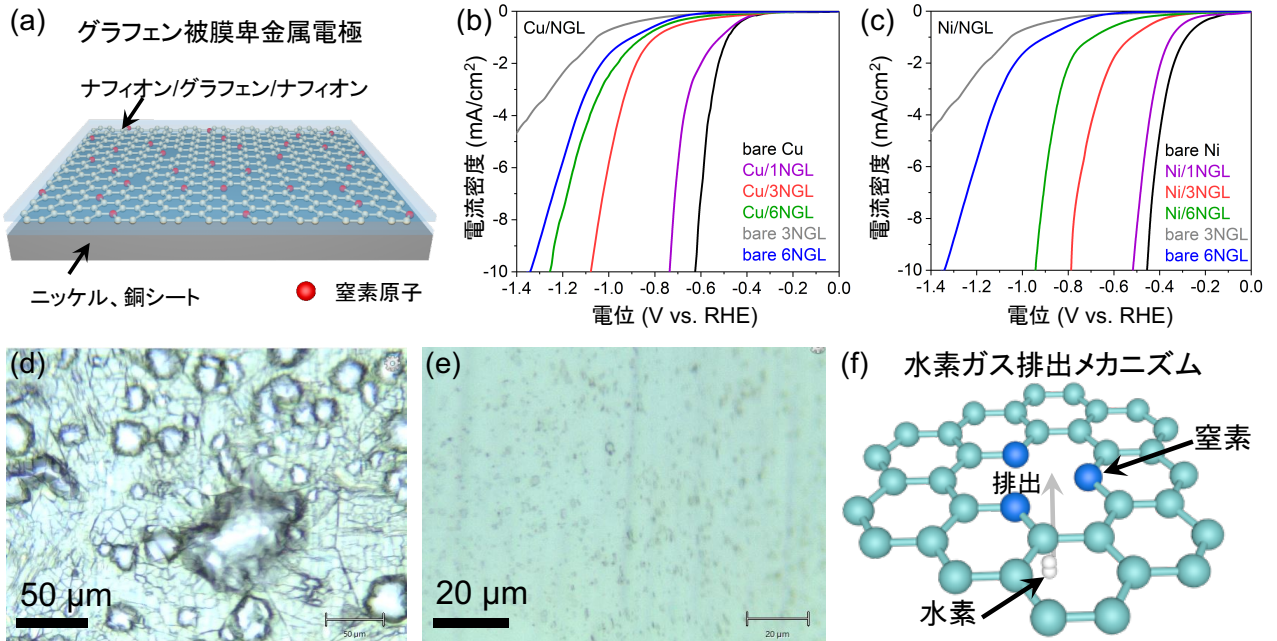 (a)
グラフェン被膜卑金属電極
ナフィオン/グラフェン/ナフィオン
ニッケル、銅シート
窒素原子
(b)
Cu/NGL
電流密度 (mA/cm²)
0
-2
-4
-6
-8
-10
bare Cu
Cu/1NGL
Cu/3NGL
Cu/6NGL
bare 3NGL
bare 6NGL
-1.4 -1.2 -1.0 -0.8 -0.6 -0.4 -0.2 0.0
電位 (V vs. RHE)
(c)
Ni/NGL
電流密度 (mA/cm²)
0
-2
-4
-6
-8
-10
bare Ni
Ni/1NGL
Ni/3NGL
Ni/6NGL
bare 3NGL
bare 6NGL
-1.4 -1.2 -1.0 -0.8 -0.6 -0.4 -0.2 0.0
電位 (V vs. RHE)
(d)
50 µm
50 µm
(e)
20 µm
20 µm
(f)
水素ガス排出メカニズム
窒素
排出
水素